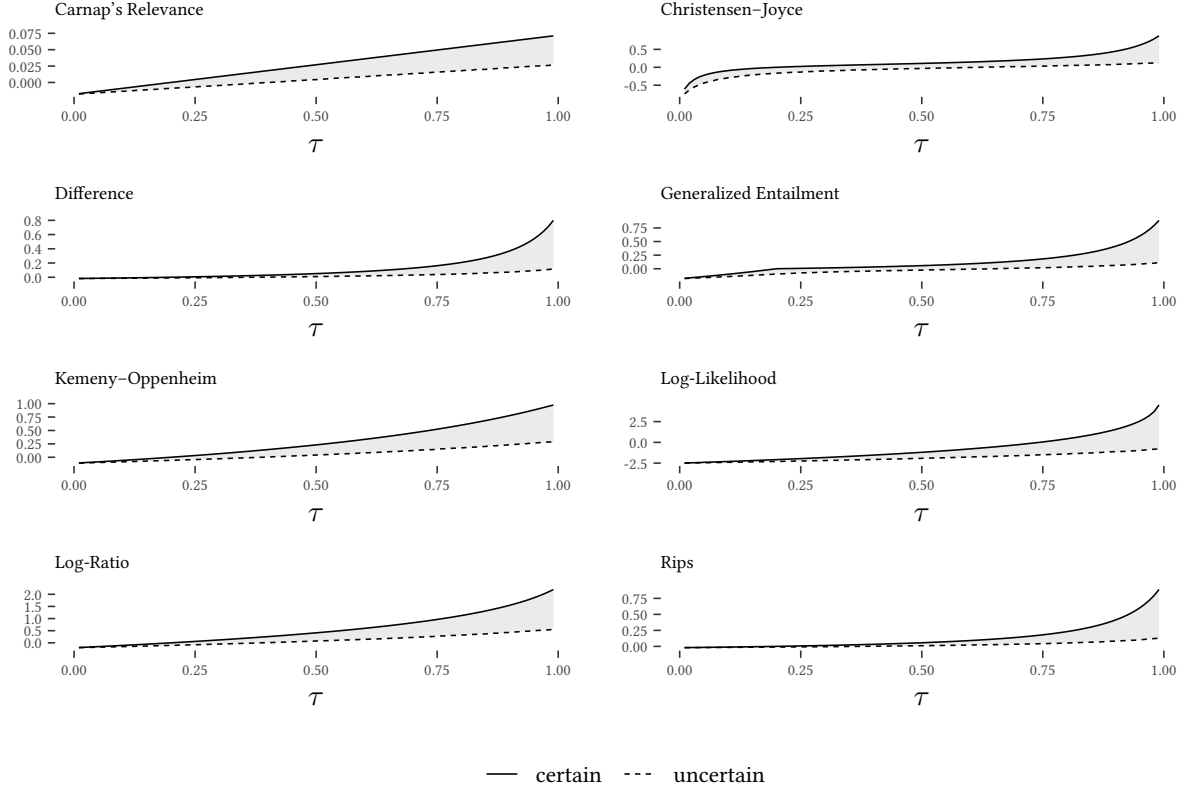 Carnap's Relevance
0.075
0.050
0.025
0.000
0.00 0.25 0.50 0.75 1.00
τ
Christensen–Joyce
0.5
0.0
-0.5
0.00 0.25 0.50 0.75 1.00
τ
Difference
0.8
0.6
0.4
0.2
0.0
0.00 0.25 0.50 0.75 1.00
τ
Generalized Entailment
0.75
0.50
0.25
0.00
0.00 0.25 0.50 0.75 1.00
τ
Kemeny–Oppenheim
1.00
0.75
0.50
0.25
0.00
0.00 0.25 0.50 0.75 1.00
τ
Log-Likelihood
2.5
0.0
-2.5
0.00 0.25 0.50 0.75 1.00
τ
Log-Ratio
2.0
1.5
1.0
0.5
0.0
0.00 0.25 0.50 0.75 1.00
τ
Rips
0.75
0.50
0.25
0.00
0.00 0.25 0.50 0.75 1.00
τ
certain uncertain